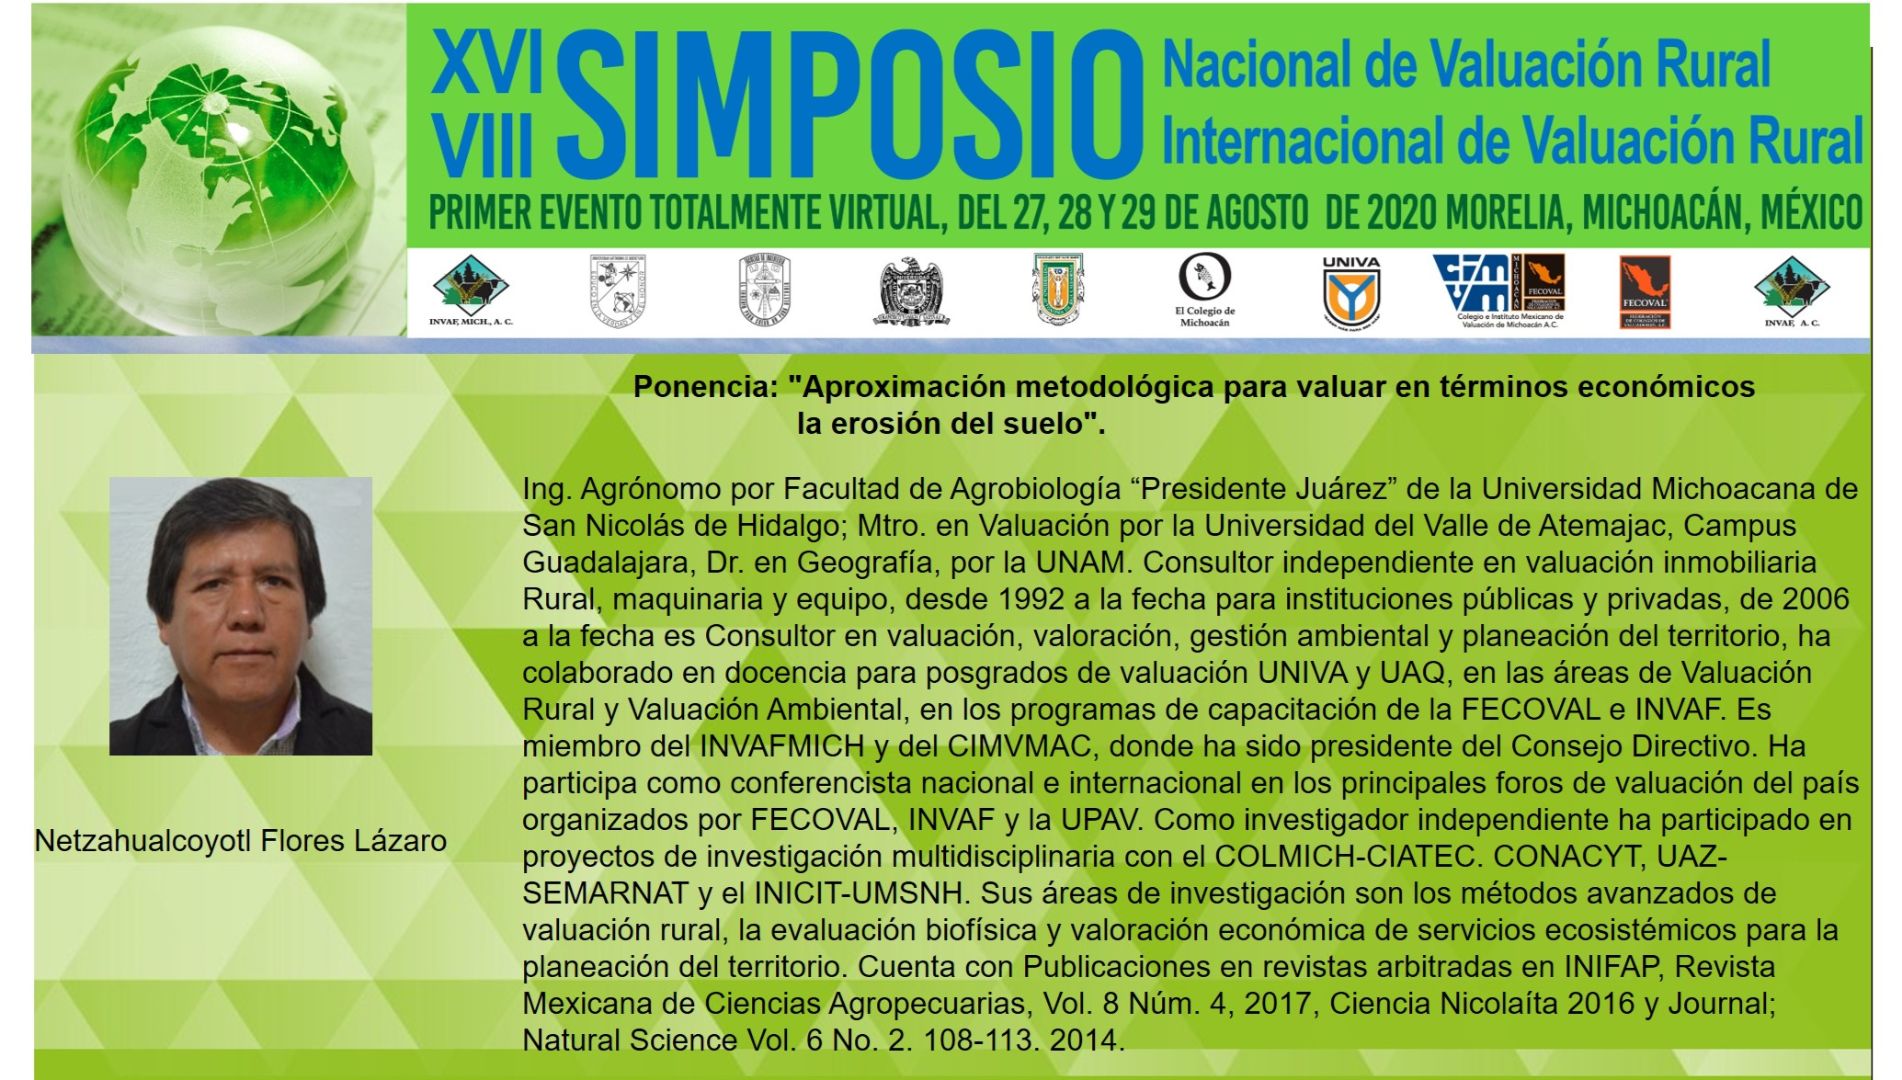 XVI SIMPOSIO Nacional de Valuación Rural
VIII Internacional de Valuación Rural
PRIMER EVENTO TOTALMENTE VIRTUAL, DEL 27, 28 Y 29 DE AGOSTO DE 2020 MORELIA, MICHOACÁN, MÉXICO
INVAF, MICH., A. C.
El Colegio de
Michoacán
UNIVA
MICHOACAN
FECOVAL
Colegio e Instituto Mexicano de
Valuación de Michoacán A.C.
FECOVAL
INVAF, A. C.
Ponencia: "Aproximación metodológica para valuar en términos económicos
la erosión del suelo".
Ing. Agrónomo por Facultad de Agrobiología “Presidente Juárez” de la Universidad Michoacana de
San Nicolás de Hidalgo; Mtro. en Valuación por la Universidad del Valle de Atemajac, Campus
Guadalajara, Dr. en Geografía, por la UNAM. Consultor independiente en valuación inmobiliaria
Rural, maquinaria y equipo, desde 1992 a la fecha para instituciones públicas y privadas, de 2006
a la fecha es Consultor en valuación, valoración, gestión ambiental y planeación del territorio, ha
colaborado en docencia para posgrados de valuación UNIVA y UAQ, en las áreas de Valuación
Rural y Valuación Ambiental, en los programas de capacitación de la FECOVAL e INVAF. Es
miembro del INVAFMICH y del CIMVMAC, donde ha sido presidente del Consejo Directivo. Ha
participa como conferencista nacional e internacional en los principales foros de valuación del país
organizados por FECOVAL, INVAF y la UPAV. Como investigador independiente ha participado en
proyectos de investigación multidisciplinaria con el COLMICH-CIATEC. CONACYT, UAZ-
SEMARNAT y el INICIT-UMSNH. Sus áreas de investigación son los métodos avanzados de
valuación rural, la evaluación biofísica y valoración económica de servicios ecosistémicos para la
planeación del territorio. Cuenta con Publicaciones en revistas arbitradas en INIFAP, Revista
Mexicana de Ciencias Agropecuarias, Vol. 8 Núm. 4, 2017, Ciencia Nicolaíta 2016 y Journal;
Natural Science Vol. 6 No. 2. 108-113. 2014.
Netzahualcoyotl Flores Lázaro